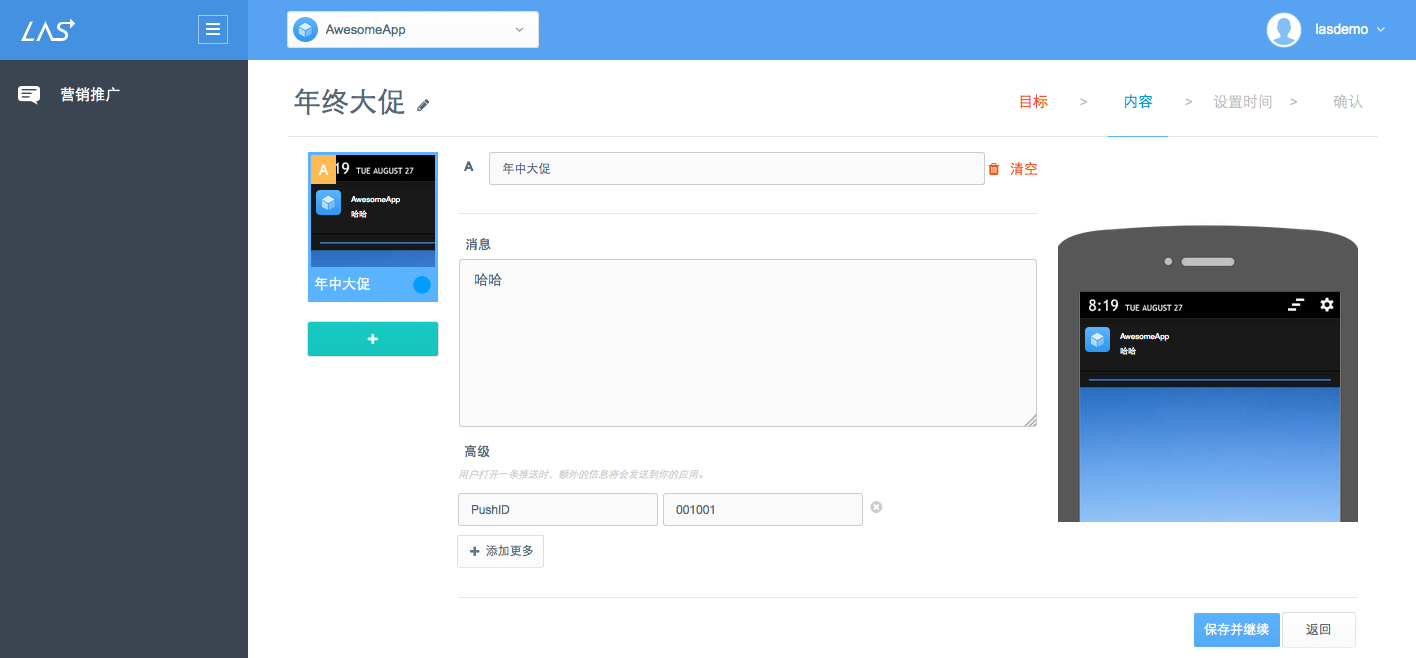 LAS
AwesomeApp
lasdemo
营销推广
年终大促
目标 > 内容 > 设置时间 > 确认
A
19 TUE AUGUST 27
AwesomeApp
哈哈
年中大促
+
A
年中大促
清空
消息
哈哈
高级
用户打开一条推送时，额外的信息将会发送到你的应用。
PushID
001001
+ 添加更多
8:19 TUE AUGUST 27
AwesomeApp
哈哈
保存并继续
返回